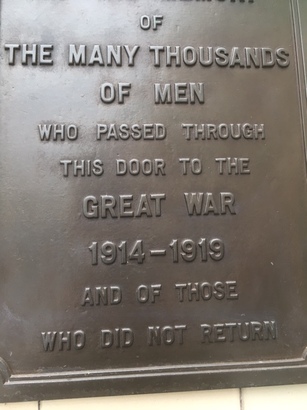 OF
THE MANY THOUSANDS
OF MEN
WHO PASSED THROUGH
THIS DOOR TO THE
GREAT WAR
1914-1919
AND OF THOSE
WHO DID NOT RETURN